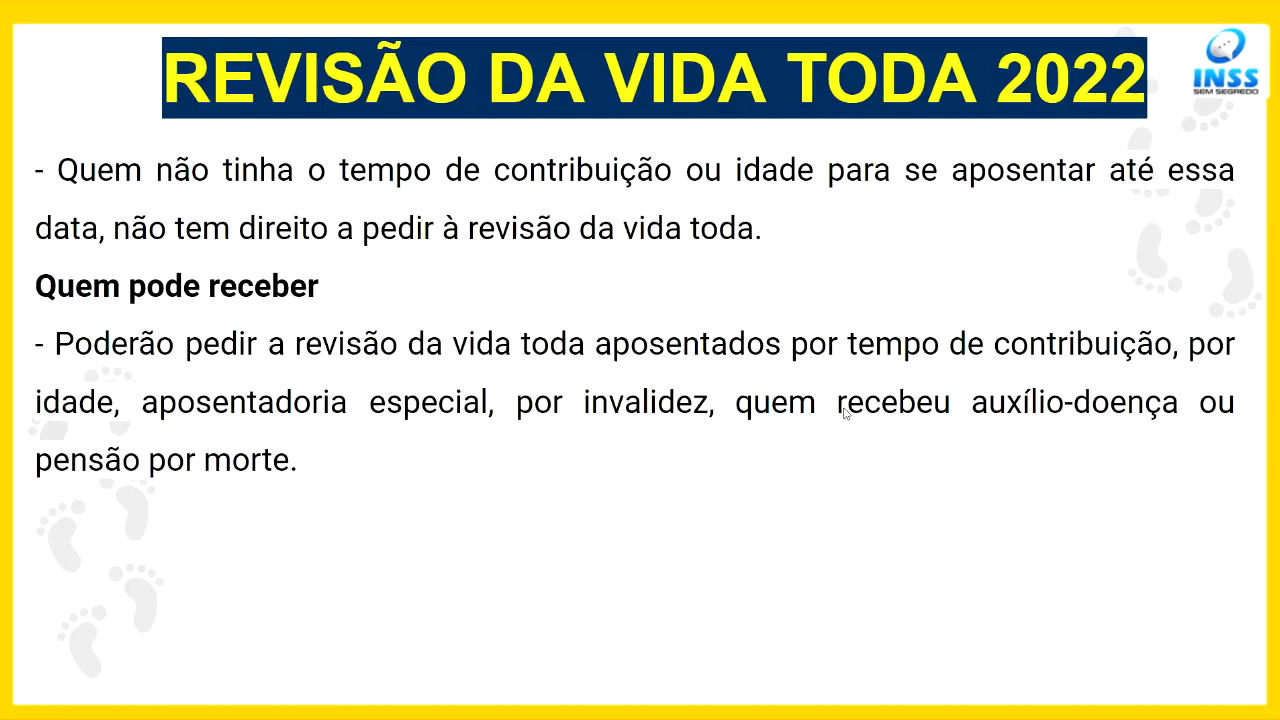 REVISÃO DA VIDA TODA 2022
INSS
SEM SEGREDO
- Quem não tinha o tempo de contribuição ou idade para se aposentar até essa
data, não tem direito a pedir à revisão da vida toda.
Quem pode receber
- Poderão pedir a revisão da vida toda aposentados por tempo de contribuição, por
idade, aposentadoria especial, por invalidez, quem recebeu auxílio-doença ou
pensão por morte.